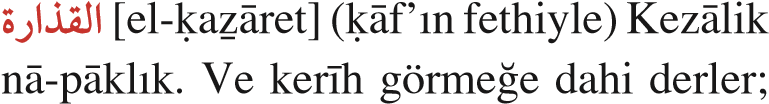 القذارة [el-ḳaẕāret] (ḳāf’ın fethiyle) Kezālik
nā-pāklık. Ve kerīh görmeğe dahi derler;